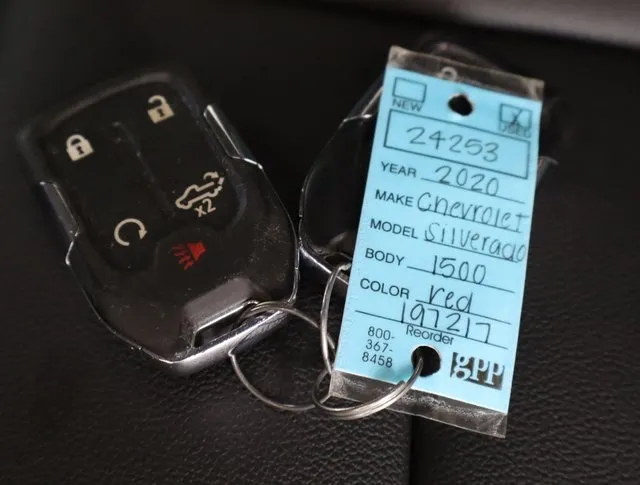 NEW
X
USED
24253
YEAR 2020
MAKE Chevrolet
MODEL Silverado
BODY 1500
COLOR red
197217
Reorder
800-
367-
8458
gpp
x2